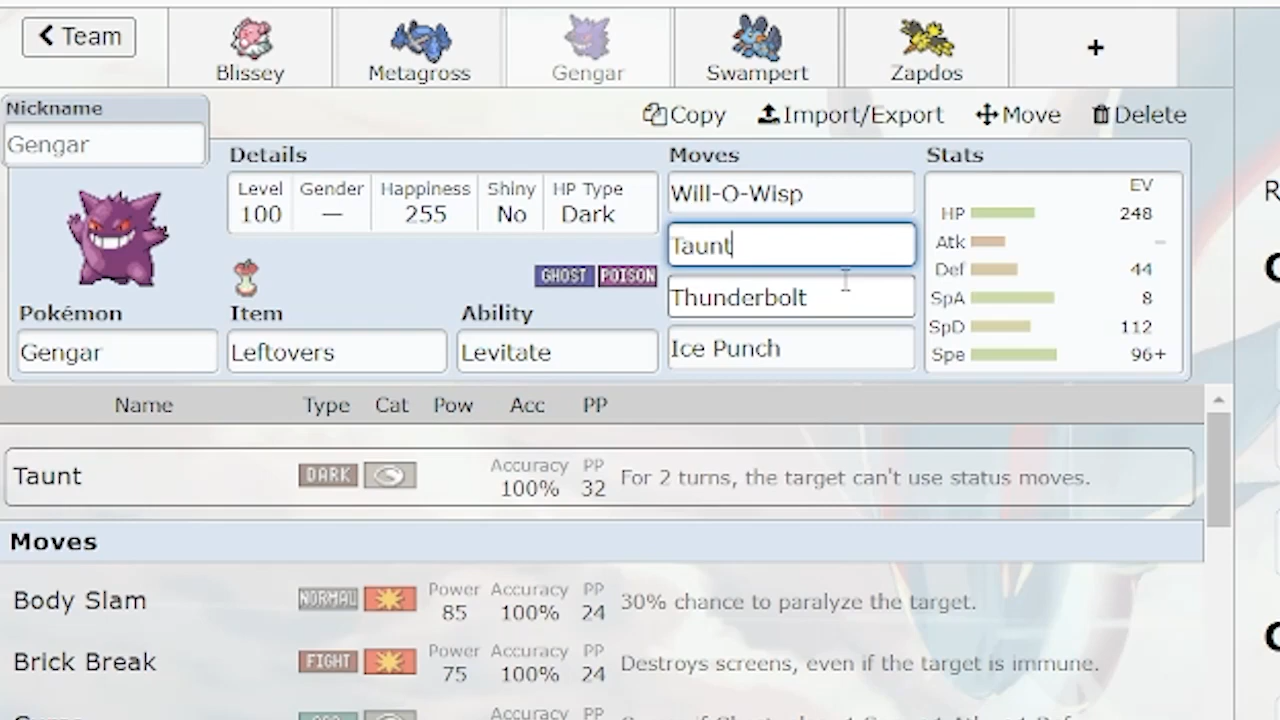 Team
Blissey
Metagross
Gengar
Swampert
Zapdos
+
Nickname
Gengar
Copy
Import/Export
Move
Delete
Details
Level
100
Gender
—
Happiness
255
Shiny
No
HP Type
Dark
GHOST POISON
Pokémon
Gengar
Item
Leftovers
Ability
Levitate
Moves
Will-O-Wisp
Taunt
Thunderbolt
Ice Punch
Stats
EV
HP 248
Atk –
Def 44
SpA 8
SpD 112
Spe 96+
Name Type Cat Pow Acc PP
Taunt DARK Accuracy 100% PP 32 For 2 turns, the target can't use status moves.
Moves
Body Slam NORMAL Power 85 Accuracy 100% PP 24 30% chance to paralyze the target.
Brick Break FIGHT Power 75 Accuracy 100% PP 24 Destroys screens, even if the target is immune.
Accuracy PP